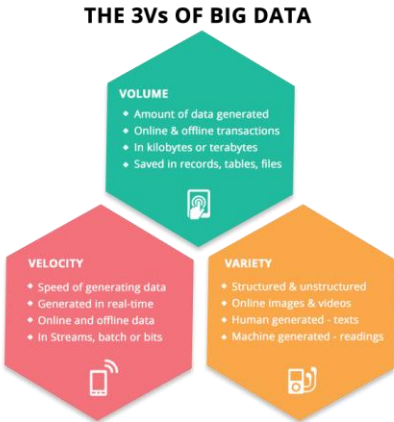 THE 3Vs OF BIG DATA
VOLUME
Amount of data generated
Online & offline transactions
In kilobytes or terabytes
Saved in records, tables, files
VELOCITY
Speed of generating data
Generated in real-time
Online and offline data
In Streams, batch or bits
VARIETY
Structured & unstructured
Online images & videos
Human generated - texts
Machine generated - readings